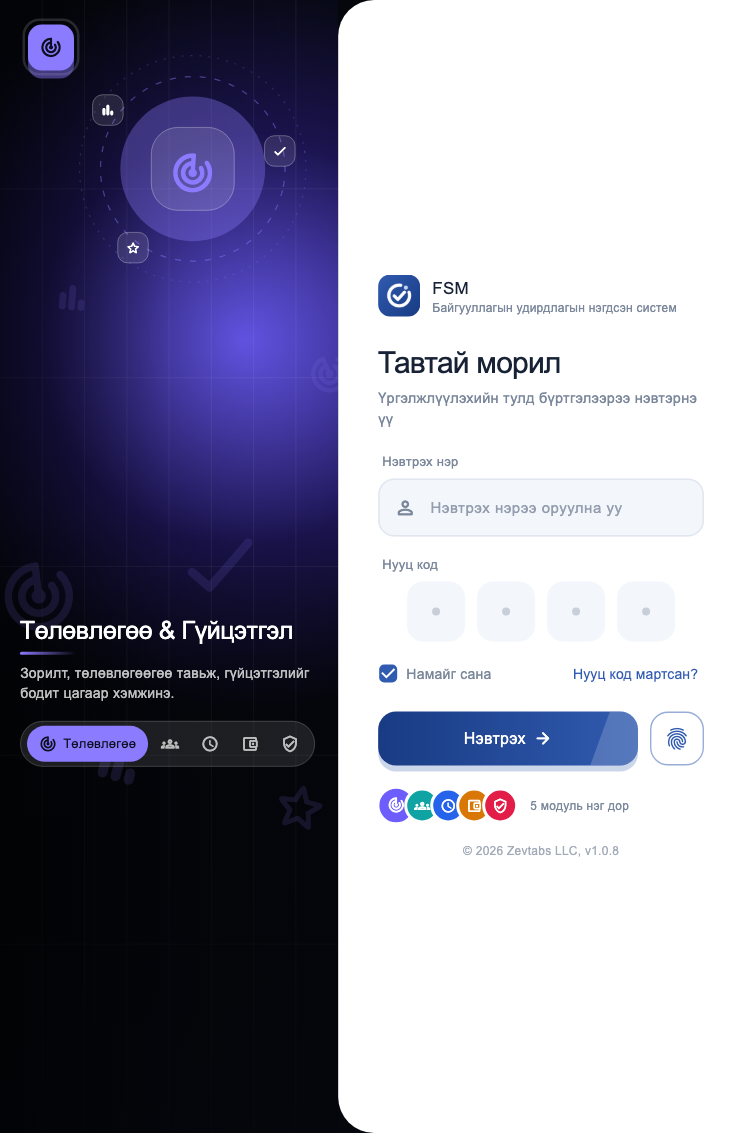 Төлөвлөгөө & Гүйцэтгэл
Зорилт, төлөвлөгөөгөө тавьж, гүйцэтгэлийг
бодит цагаар хэмжинэ.
Төлөвлөгөө
FSM
Байгууллагын удирдлагын нэгдсэн систем
Тавтай морил
Үргэлжлүүлэхийн тулд бүртгэлээрээ нэвтэрнэ
үү
Нэвтрэх нэр
Нэвтрэх нэрээ оруулна уу
Нууц код
Намайг сана
Нууц код мартсан?
Нэвтрэх
5 модуль нэг дор
© 2026 Zevtabs LLC, v1.0.8